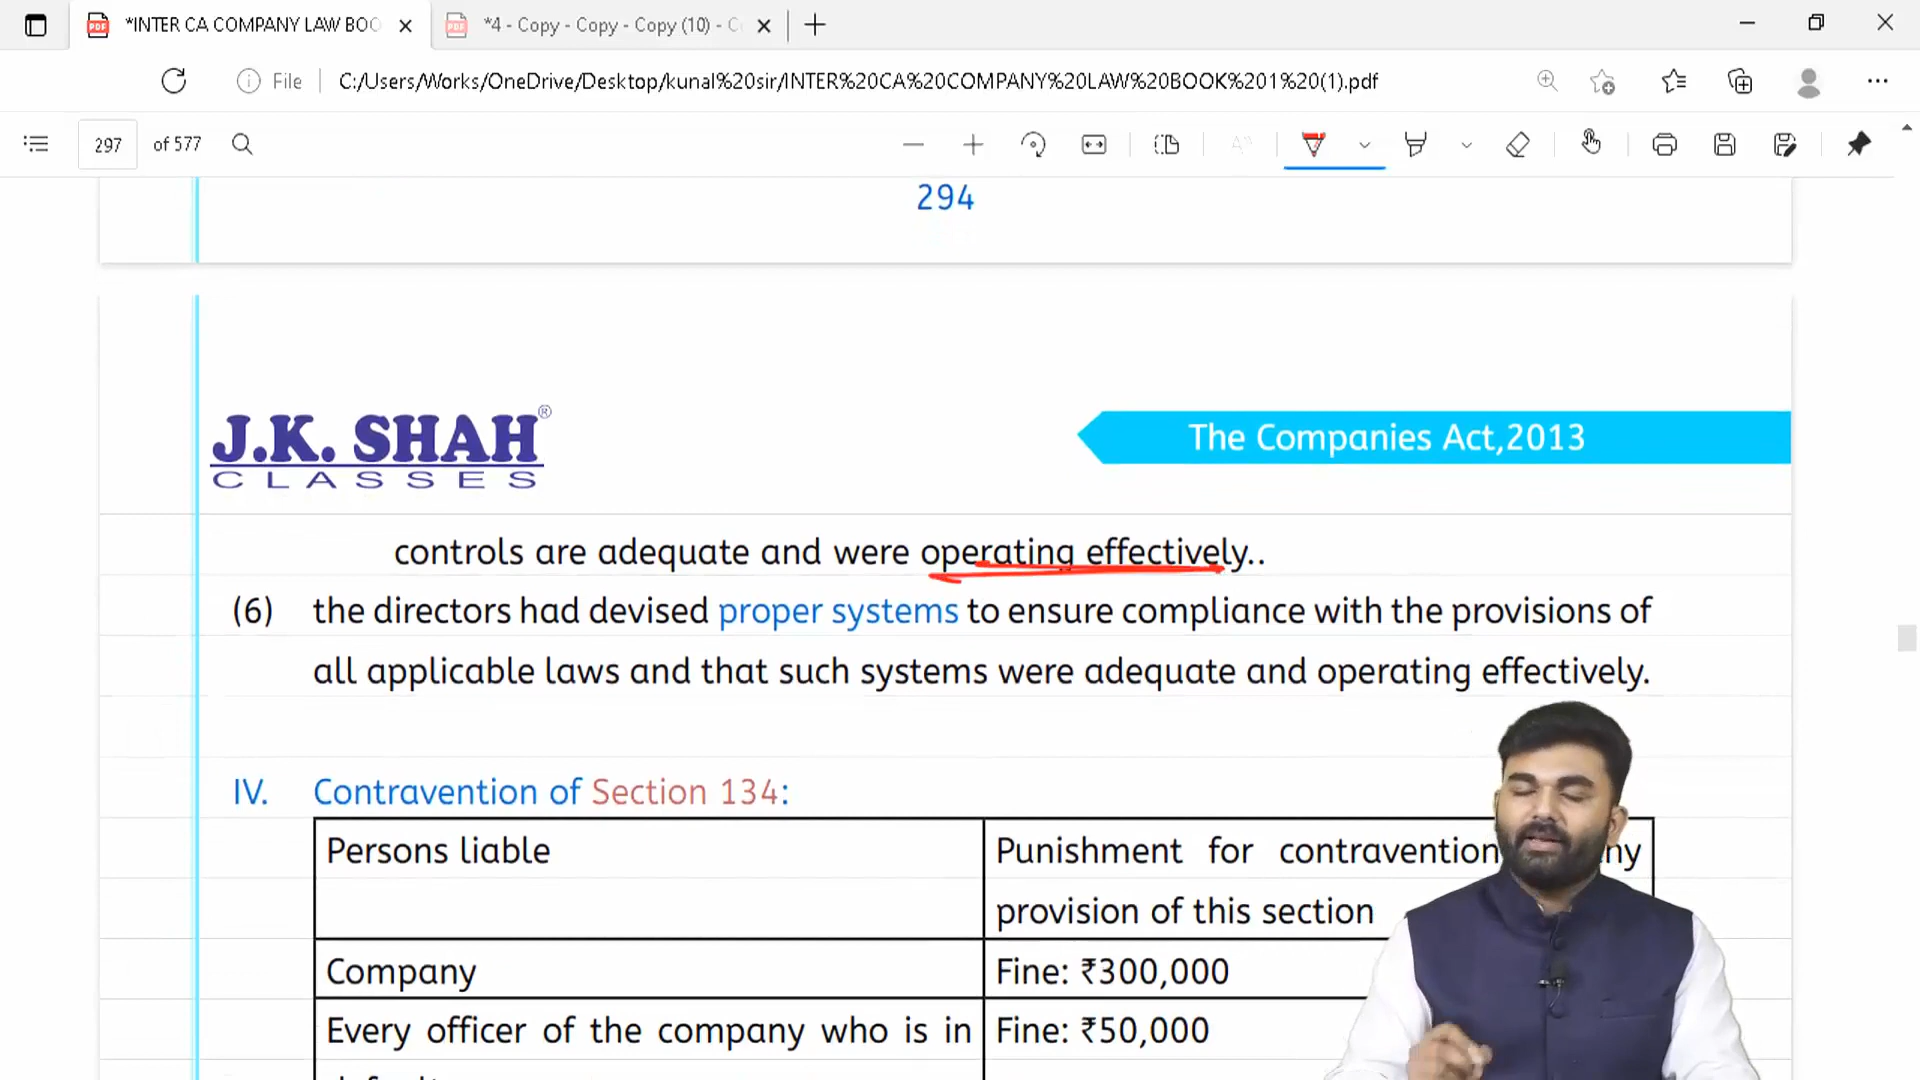 *INTER CA COMPANY LAW BOO
*4 - Copy - Copy - Copy (10) - C
File
C:/Users/Works/OneDrive/Desktop/kunal%20sir/INTER%20CA%20COMPANY%20LAW%20BOOK%201%20(1).pdf
297 of 577
294
J.K. SHAH®
CLASSES
The Companies Act,2013
controls are adequate and were operating effectively..
(6) the directors had devised proper systems to ensure compliance with the provisions of
all applicable laws and that such systems were adequate and operating effectively.
IV. Contravention of Section 134:
Persons liable
Punishment for contravention ny
provision of this section
Company
Fine: ₹300,000
Every officer of the company who is in
Fine: ₹50,000